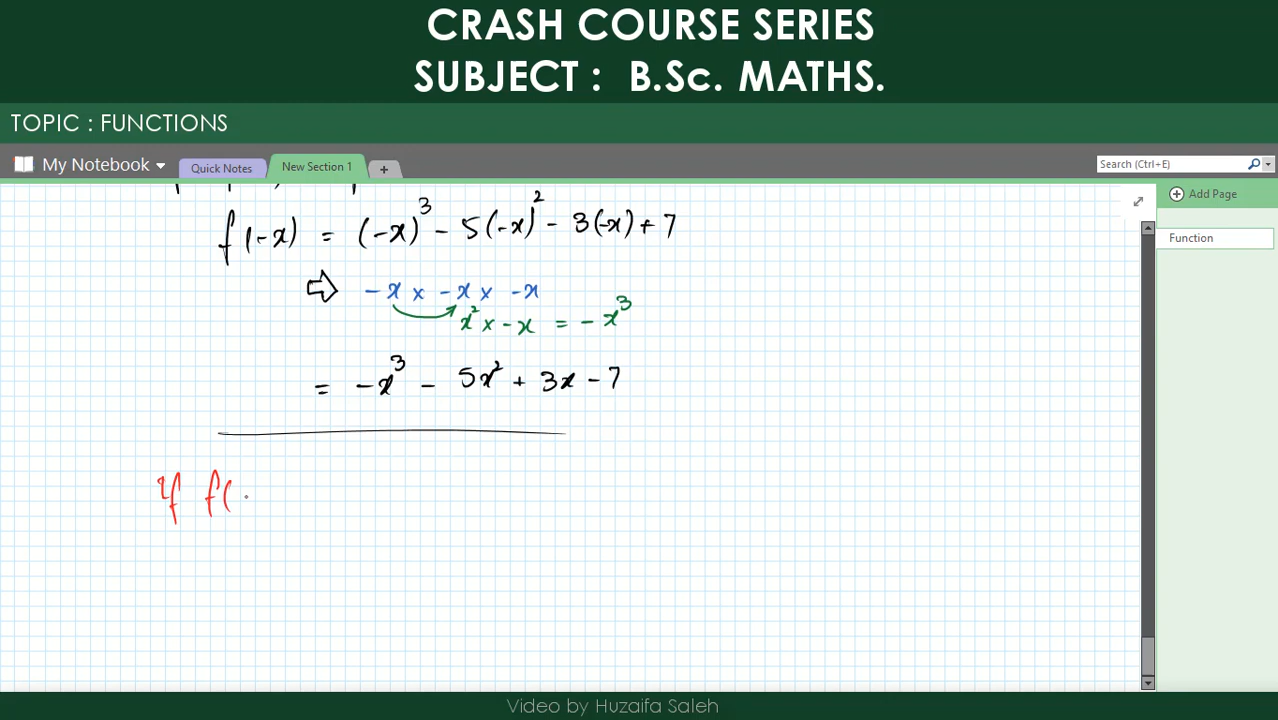 CRASH COURSE SERIES
SUBJECT : B.Sc. MATHS.
TOPIC : FUNCTIONS
My Notebook
Quick Notes
New Section 1
+
Search (Ctrl+E)
Add Page
Function
f(-x) = (-x)³ - 5(-x)² - 3(-x) + 7
⇨ -x × -x × -x
x² × -x = -x³
= -x³ - 5x² + 3x - 7
If f(
Video by Huzaifa Saleh